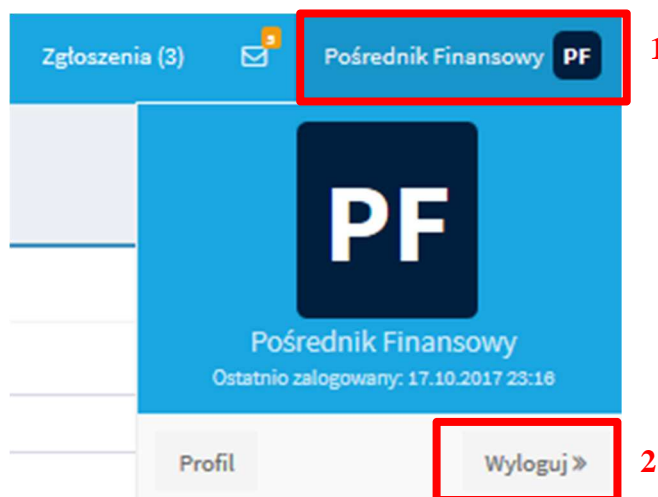 Zgłoszenia (3) 3 Pośrednik Finansowy PF 1
PF
Pośrednik Finansowy
Ostatnio zalogowany: 17.10.2017 23:16
Profil Wyloguj » 2